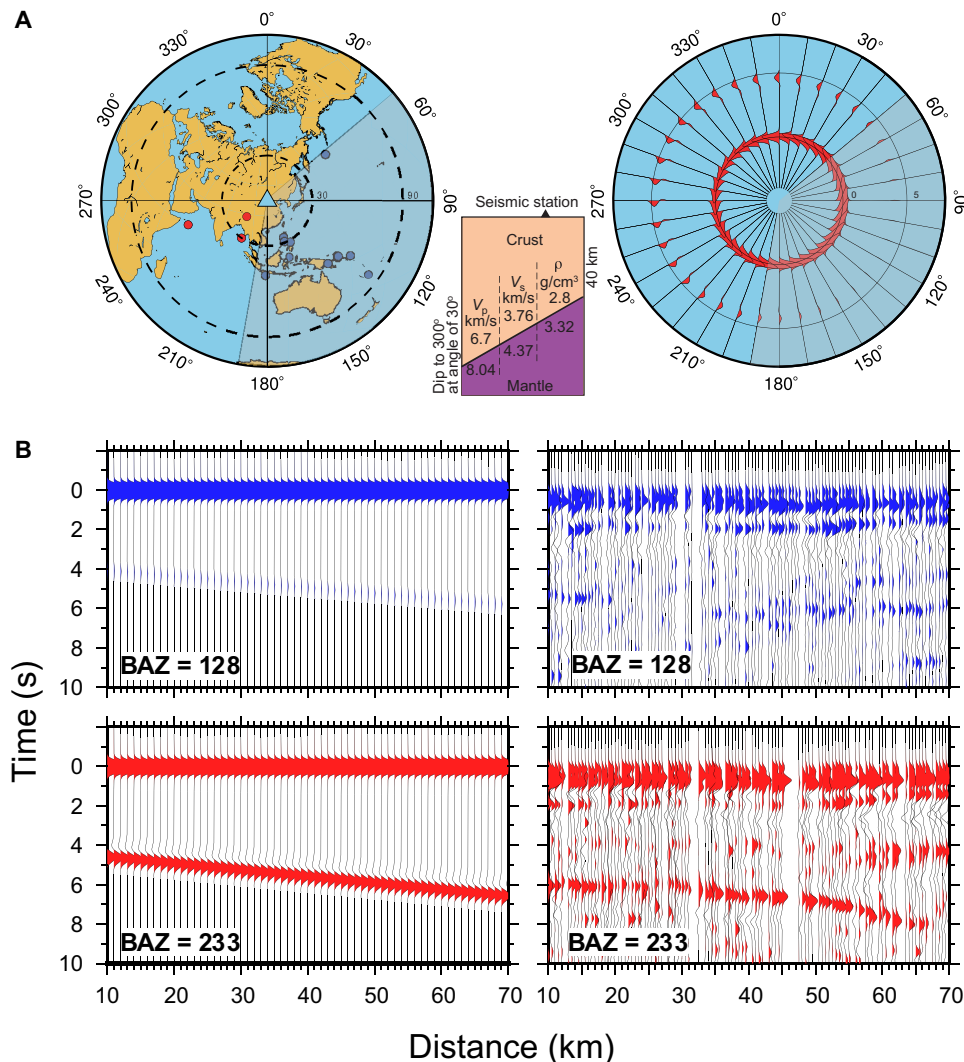 A
0°
30°
60°
90°
120°
150°
180°
210°
240°
270°
300°
330°
30
90
Seismic station
Crust
40 km
Vp
km/s
6.7
Vs
km/s
3.76
ρ
g/cm³
2.8
3.32
4.37
8.04
Mantle
Dip to 300°
at angle of 30°
0°
30°
60°
90°
120°
150°
180°
210°
240°
270°
300°
330°
0
5
B
Time (s)
0
2
4
6
8
10
BAZ = 128
BAZ = 128
0
2
4
6
8
10
BAZ = 233
BAZ = 233
10 20 30 40 50 60 70
10 20 30 40 50 60 70
Distance (km)